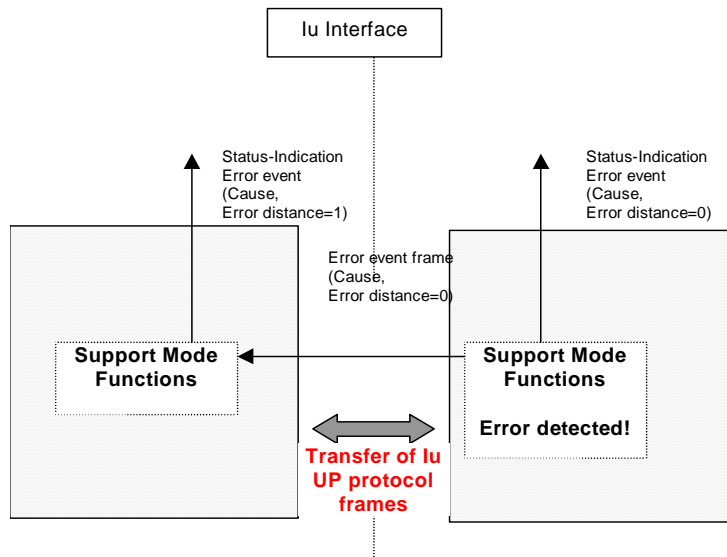 Iu Interface
Status-Indication
Error event
(Cause,
Error distance=1)
Status-Indication
Error event
(Cause,
Error distance=0)
Error event frame
(Cause,
Error distance=0)
Support Mode
Functions
Support Mode
Functions
Error detected!
Transfer of Iu
UP protocol
frames